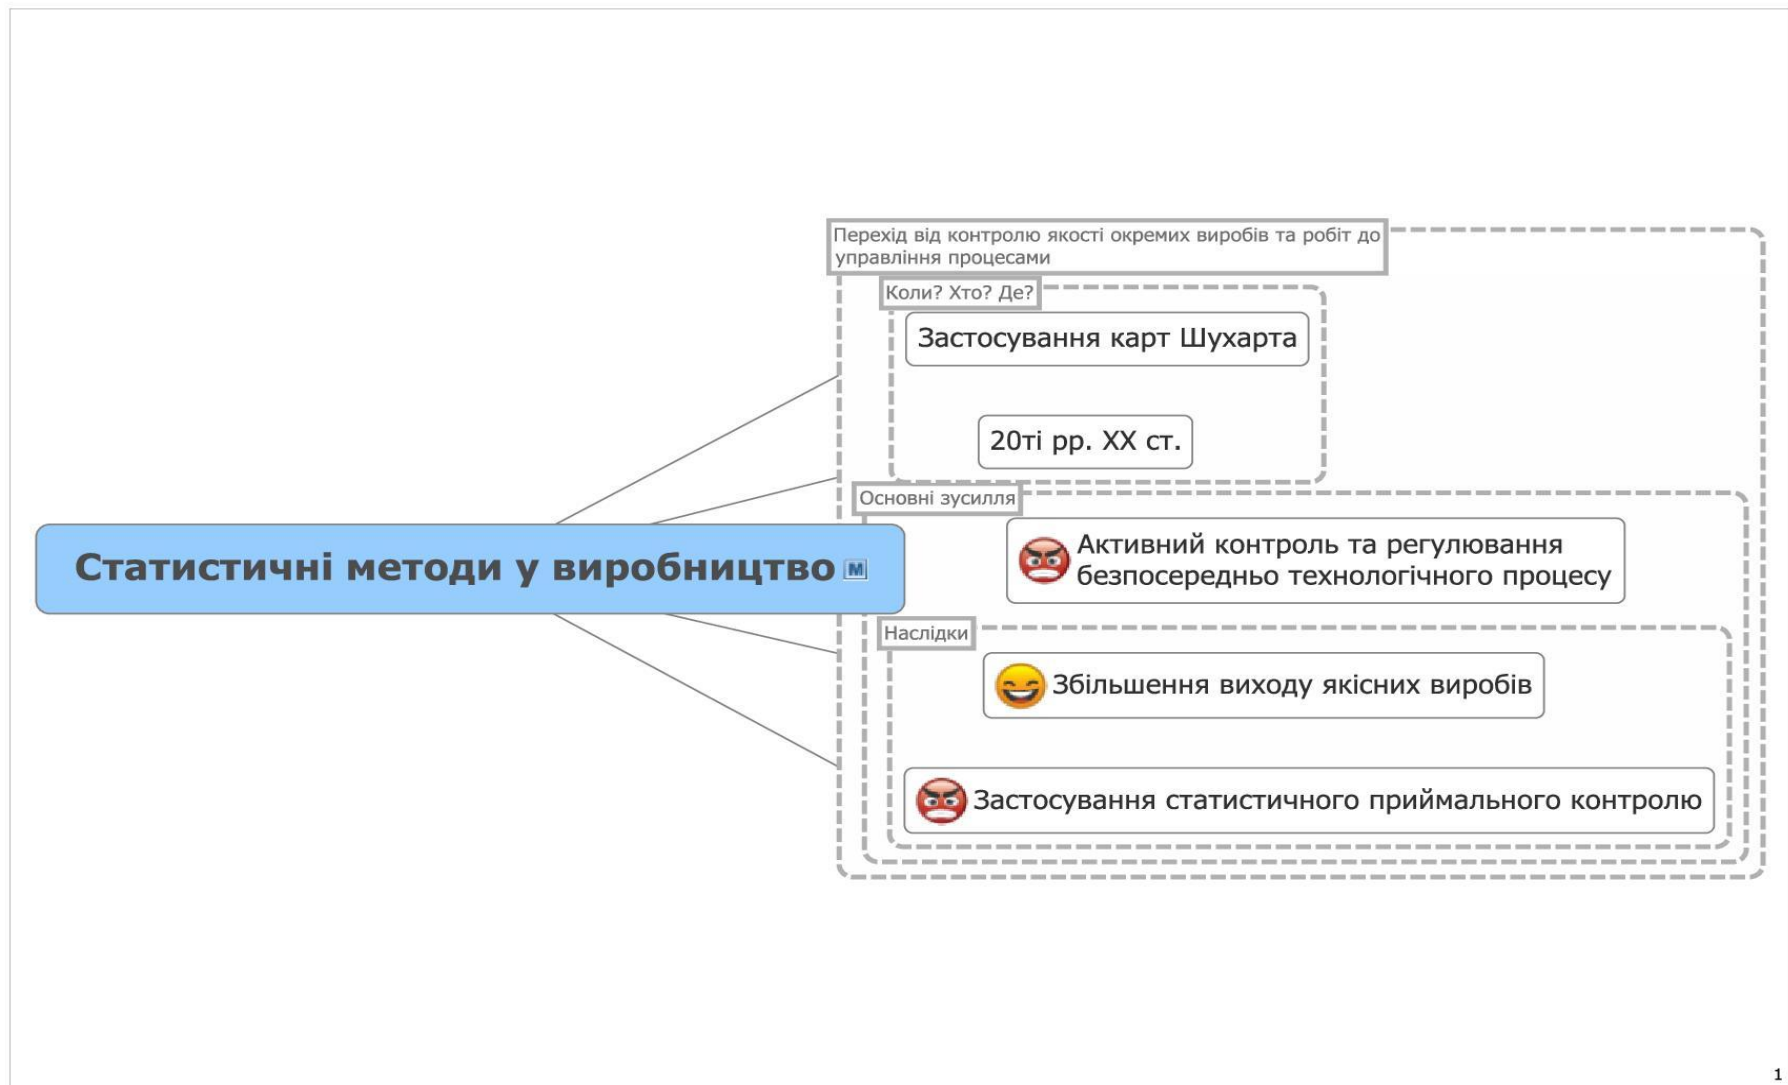 Перехід від контролю якості окремих виробів та робіт до
управління процесами
Коли? Хто? Де?
Застосування карт Шухарта
20ті рр. XX ст.
Основні зусилля
Статистичні методи у виробництво
M
Активний контроль та регулювання
безпосередньо технологічного процесу
Наслідки
Збільшення виходу якісних виробів
Застосування статистичного приймального контролю
1